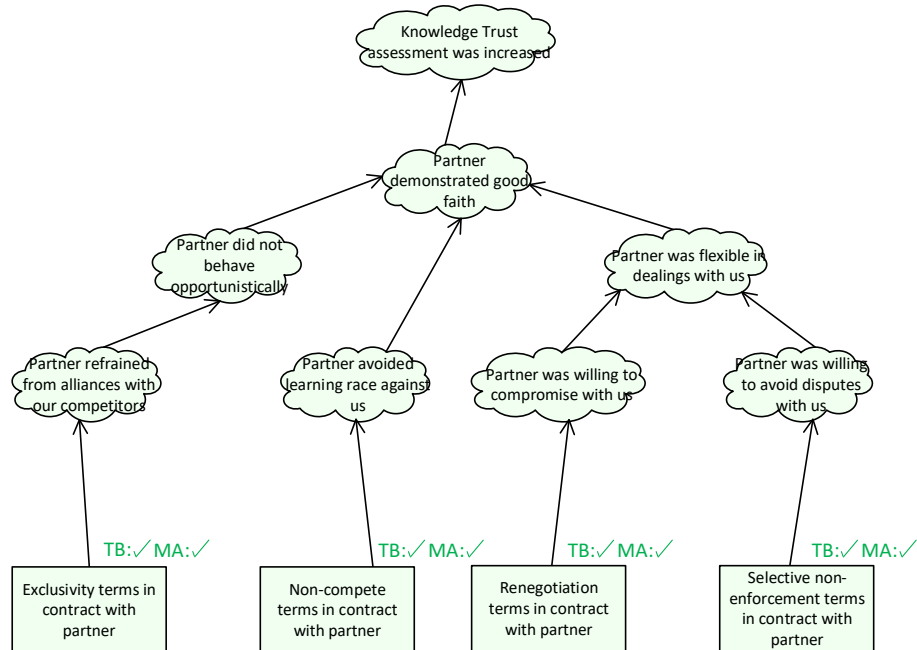 Knowledge Trust
assessment was increased
Partner
demonstrated good
faith
Partner did not
behave
opportunistically
Partner was flexible in
dealings with us
Partner refrained
from alliances with
our competitors
Partner avoided
learning race against
us
Partner was willing to
compromise with us
Partner was willing
to avoid disputes
with us
TB:✓ MA:✓
TB:✓ MA:✓
TB:✓ MA:✓
TB:✓ MA:✓
Exclusivity terms in
contract with
partner
Non-compete
terms in contract
with partner
Renegotiation
terms in contract
with partner
Selective non-
enforcement terms
in contract with
partner